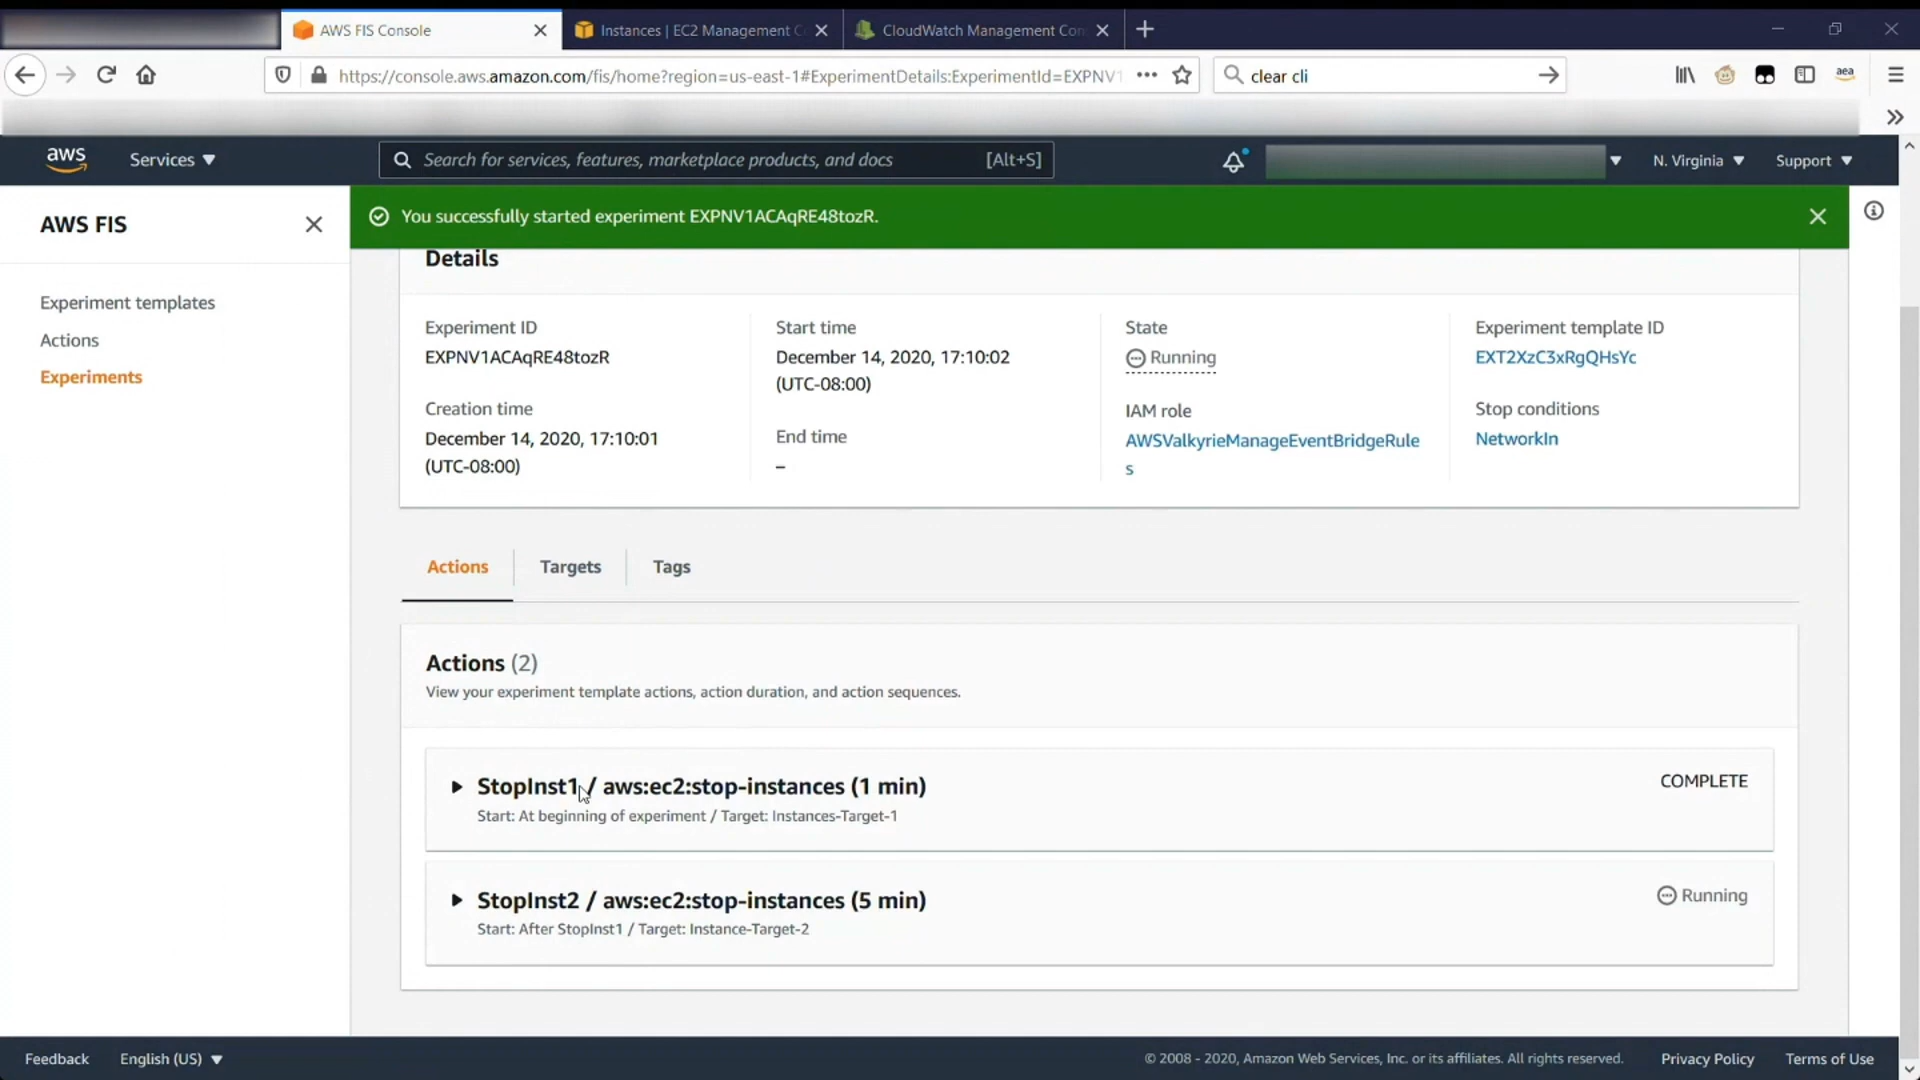 AWS FIS Console
Instances | EC2 Management C
CloudWatch Management Con
https://console.aws.amazon.com/fis/home?region=us-east-1#ExperimentDetails:ExperimentId=EXPNV1
clear cli
aea
aws
Services
Search for services, features, marketplace products, and docs
[Alt+S]
N. Virginia
Support
AWS FIS
You successfully started experiment EXPNV1ACAqRE48tozR.
Experiment templates
Actions
Experiments
Details
Experiment ID
EXPNV1ACAqRE48tozR
Creation time
December 14, 2020, 17:10:01
(UTC-08:00)
Start time
December 14, 2020, 17:10:02
(UTC-08:00)
End time
–
State
Running
IAM role
AWSValkyrieManageEventBridgeRule
s
Experiment template ID
EXT2XzC3xRgQHsYc
Stop conditions
NetworkIn
Actions
Targets
Tags
Actions (2)
View your experiment template actions, action duration, and action sequences.
StopInst1 / aws:ec2:stop-instances (1 min)
COMPLETE
Start: At beginning of experiment / Target: Instances-Target-1
StopInst2 / aws:ec2:stop-instances (5 min)
Running
Start: After StopInst1 / Target: Instance-Target-2
Feedback
English (US)
© 2008 - 2020, Amazon Web Services, Inc. or its affiliates. All rights reserved.
Privacy Policy
Terms of Use